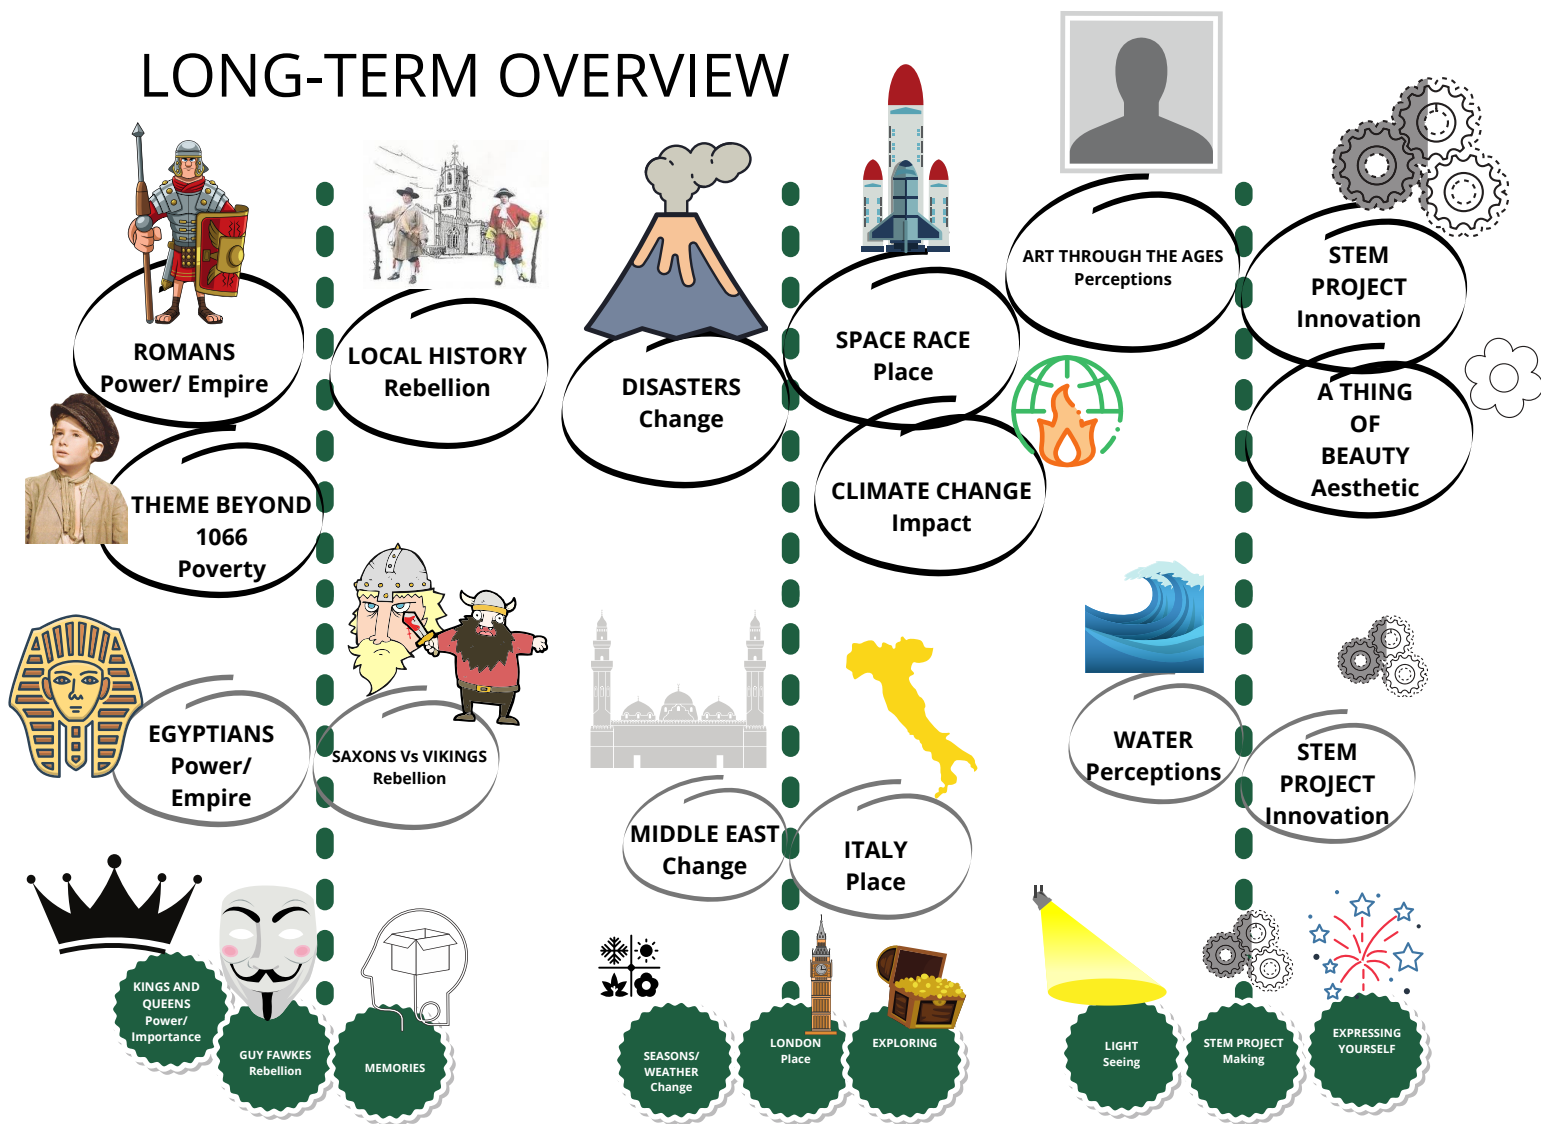 LONG-TERM OVERVIEW
ROMANS
Power/ Empire
LOCAL HISTORY
Rebellion
DISASTERS
Change
SPACE RACE
Place
ART THROUGH THE AGES
Perceptions
STEM
PROJECT
Innovation
THEME BEYOND
1066
Poverty
CLIMATE CHANGE
Impact
A THING
OF
BEAUTY
Aesthetic
EGYPTIANS
Power/
Empire
SAXONS Vs VIKINGS
Rebellion
MIDDLE EAST
Change
ITALY
Place
WATER
Perceptions
STEM
PROJECT
Innovation
KINGS AND
QUEENS
Power/
Importance
GUY FAWKES
Rebellion
MEMORIES
SEASONS/
WEATHER
Change
LONDON
Place
EXPLORING
LIGHT
Seeing
STEM PROJECT
Making
EXPRESSING
YOURSELF